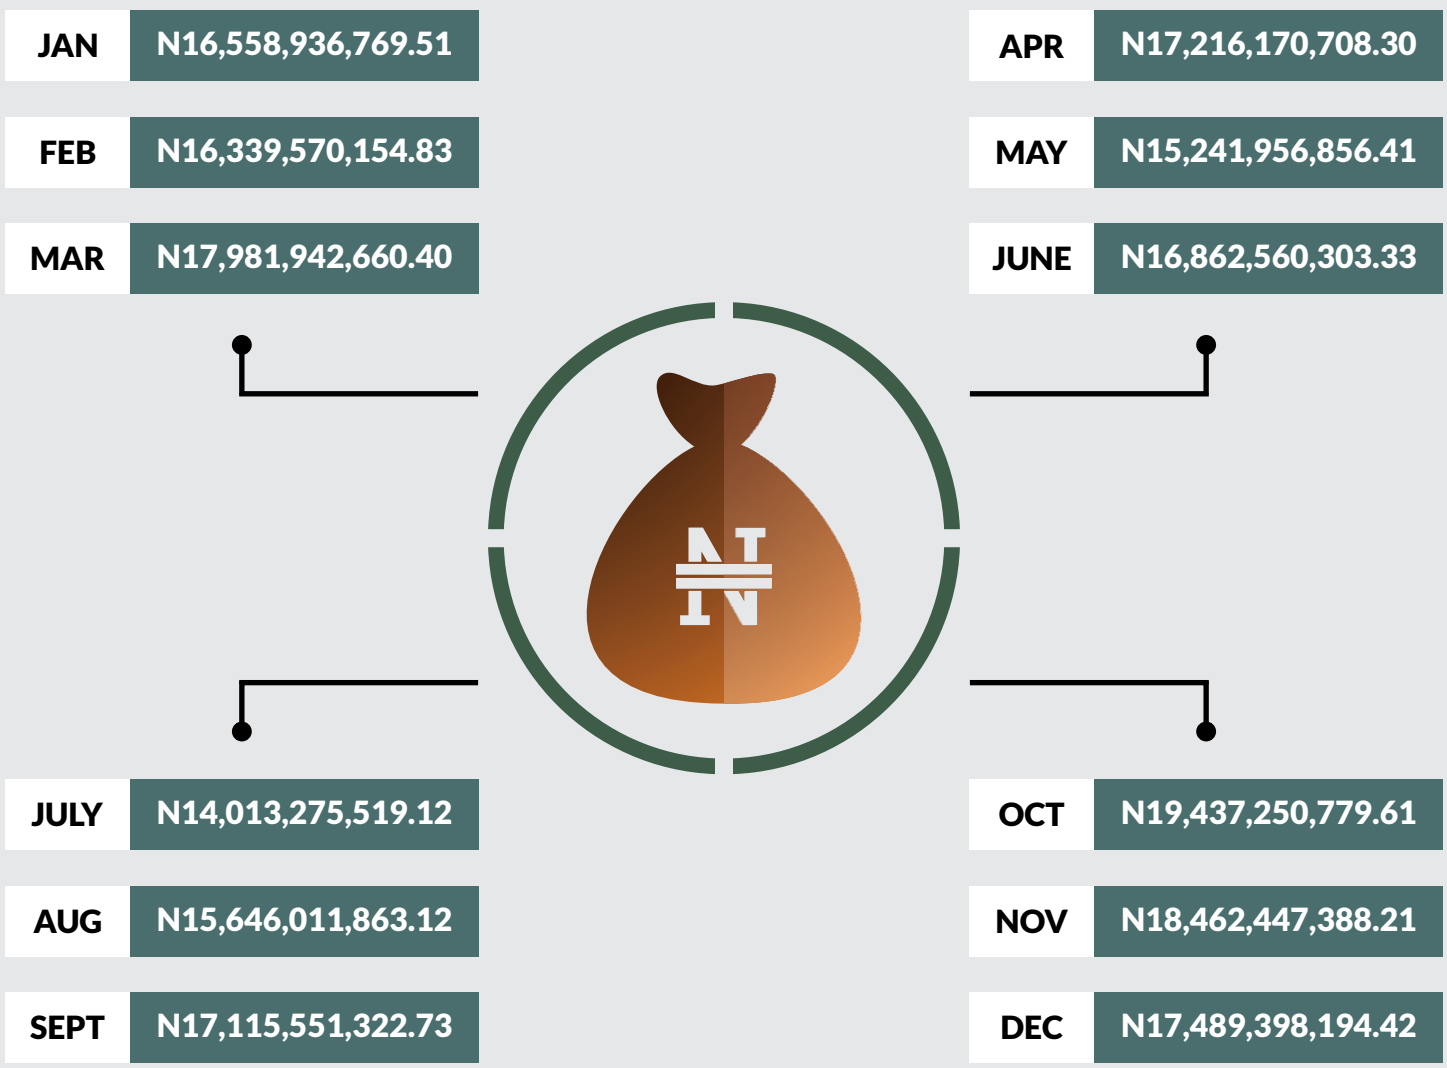 JAN N16,558,936,769.51
FEB N16,339,570,154.83
MAR N17,981,942,660.40
APR N17,216,170,708.30
MAY N15,241,956,856.41
JUNE N16,862,560,303.33
JULY N14,013,275,519.12
AUG N15,646,011,863.12
SEPT N17,115,551,322.73
OCT N19,437,250,779.61
NOV N18,462,447,388.21
DEC N17,489,398,194.42